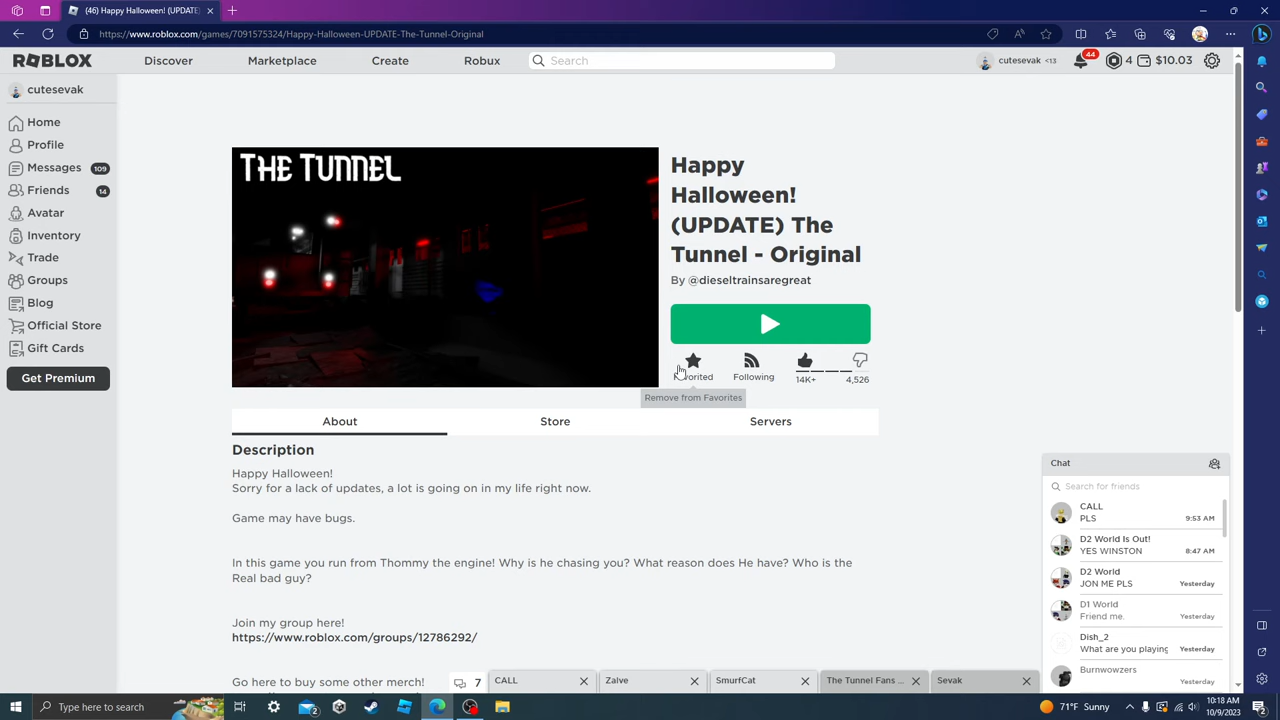 (46) Happy Halloween! (UPDATE
https://www.roblox.com/games/7091575324/Happy-Halloween-UPDATE-The-Tunnel-Original
ROBLOX
Discover
Marketplace
Create
Robux
Search
cutesevak <13
44
4
$10.03
cutesevak
Home
Profile
Messages 109
Friends 14
Avatar
Inventory
Trade
Groups
Blog
Official Store
Gift Cards
Get Premium
THE TUNNEL
Happy
Halloween!
(UPDATE) The
Tunnel - Original
By @dieseltrainsaregreat
Favorited
Following
14K+
4,526
Remove from Favorites
About
Store
Servers
Description
Happy Halloween!
Sorry for a lack of updates, a lot is going on in my life right now.
Game may have bugs.
In this game you run from Thommy the engine! Why is he chasing you? What reason does He have? Who is the
Real bad guy?
Join my group here!
https://www.roblox.com/groups/12786292/
Go here to buy some other merch!
Chat
Search for friends
CALL
PLS 9:53 AM
D2 World Is Out!
YES WINSTON 8:47 AM
D2 World
JON ME PLS Yesterday
D1 World
Friend me. Yesterday
Dish_2
What are you playing Yesterday
Burnwowzers
Yesterday
7
CALL
Zalve
SmurfCat
The Tunnel Fans ...
Sevak
Type here to search
2
71°F Sunny
10:18 AM
10/9/2023